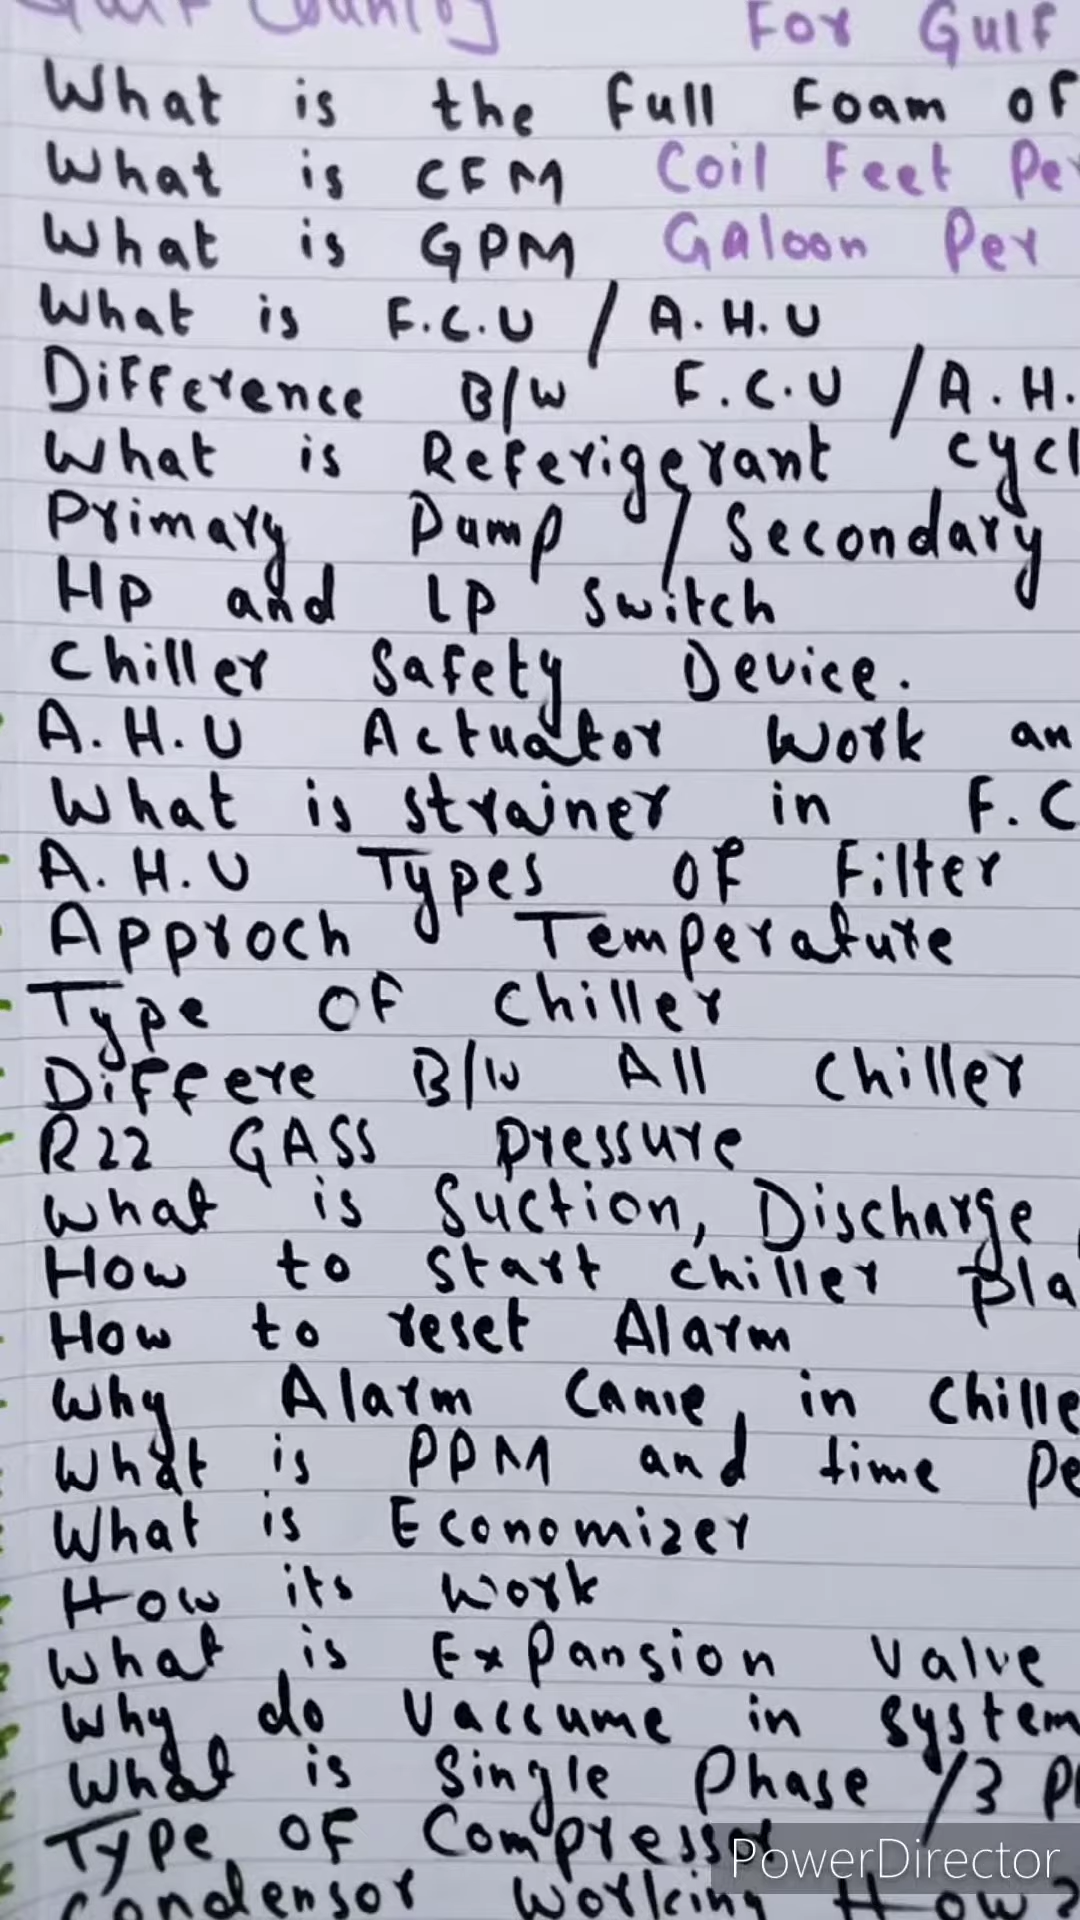 For Gulf
What is the Full Foam of
What is CFM Coil Feet Pe
What is GPM Galoon Per
What is F.C.U / A.H.U
Difference B/w F.C.U / A.H.
What is Referigerant cycl
Primary Pump / Secondary
HP and LP Switch
Chiller Safety Device.
A.H.U Actuator Work an
What is strainer in F.C
A.H.U Types of Filter
Approch Temperature
Type of Chiller
Differe B/w All Chiller
R22 GASS Pressure
What is Suction, Discharge
How to start chiller pla
How to reset Alarm
Why Alarm Came in Chille
What is PPM and time Pe
What is Economizer
How its work
What is Expansion Valve
Why do Vaccume in system
What is Single Phase /3 Ph
Type of Compressor
Condensor Working How?
PowerDirector